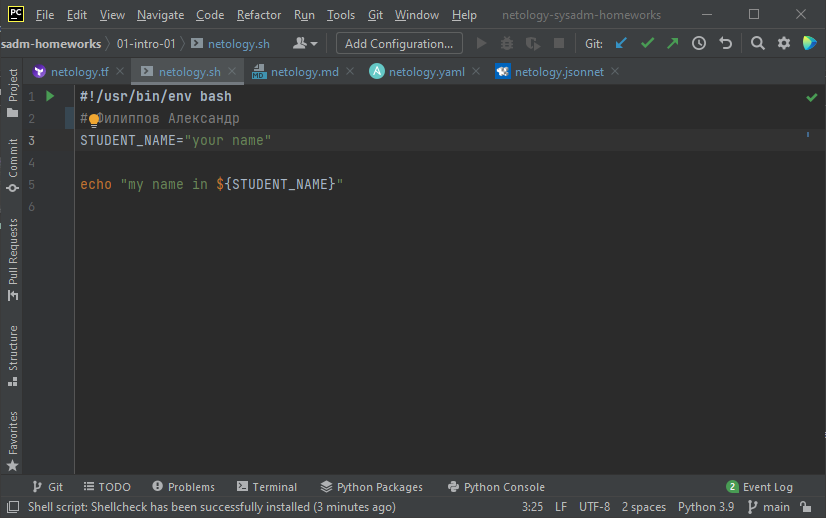 PC File Edit View Navigate Code Refactor Run Tools Git Window Help netology-sysadm-homeworks
sadm-homeworks 01-intro-01 netology.sh Add Configuration... Git:
netology.tf netology.sh MD netology.md A netology.yaml netology.jsonnet
Project
Commit
Pull Requests
Structure
Favorites
1 #!/usr/bin/env bash
2 # Филиппов Александр
3 STUDENT_NAME="your name"
4
5 echo "my name in ${STUDENT_NAME}"
6
Git TODO Problems Terminal Python Packages Python Console 2 Event Log
Shell script: Shellcheck has been successfully installed (3 minutes ago) 3:25 LF UTF-8 2 spaces Python 3.9 main